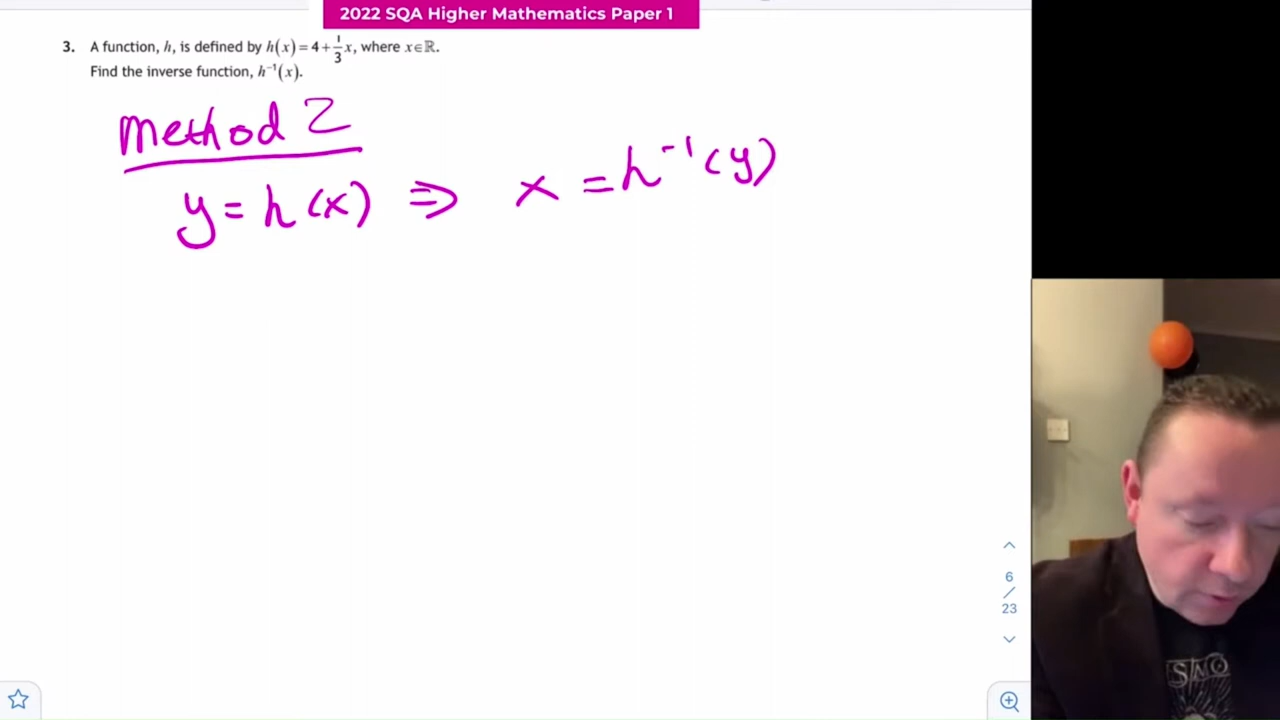 2022 SQA Higher Mathematics Paper 1
3. A function, h, is defined by h(x) = 4 + 1/3 x, where x∈ℝ.
Find the inverse function, h⁻¹(x).
Method 2
y = h(x) ⇒ x = h⁻¹(y)
6
/
23